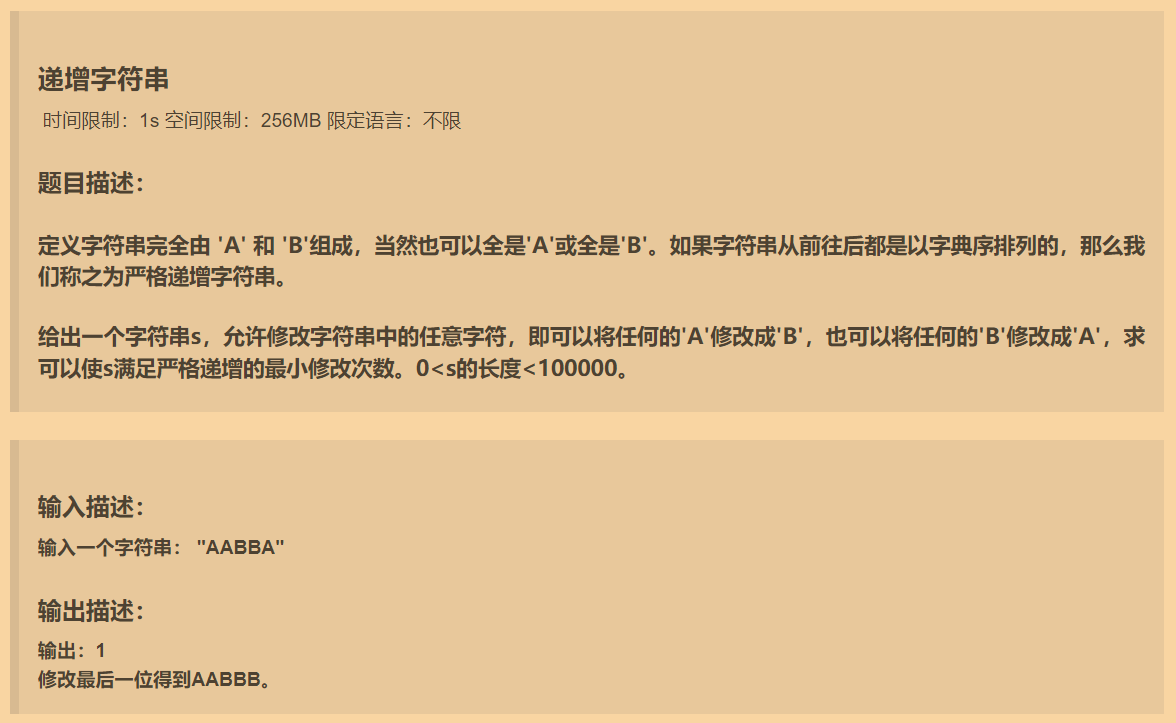 递增字符串
时间限制：1s 空间限制：256MB 限定语言：不限
题目描述：
定义字符串完全由 'A' 和 'B'组成，当然也可以全是'A'或全是'B'。如果字符串从前往后都是以字典序排列的，那么我
们称之为严格递增字符串。
给出一个字符串s，允许修改字符串中的任意字符，即可以将任何的'A'修改成'B'，也可以将任何的'B'修改成'A'，求
可以使s满足严格递增的最小修改次数。0<s的长度<100000。
输入描述：
输入一个字符串： "AABBA"
输出描述：
输出：1
修改最后一位得到AABBB。